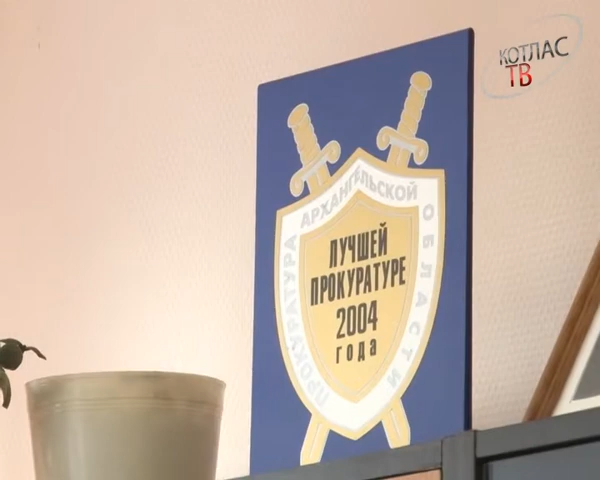 КОТЛАС
ТВ
ПРОКУРАТУРА АРХАНГЕЛЬСКОЙ ОБЛАСТИ
ЛУЧШЕЙ
ПРОКУРАТУРЕ
2004
года